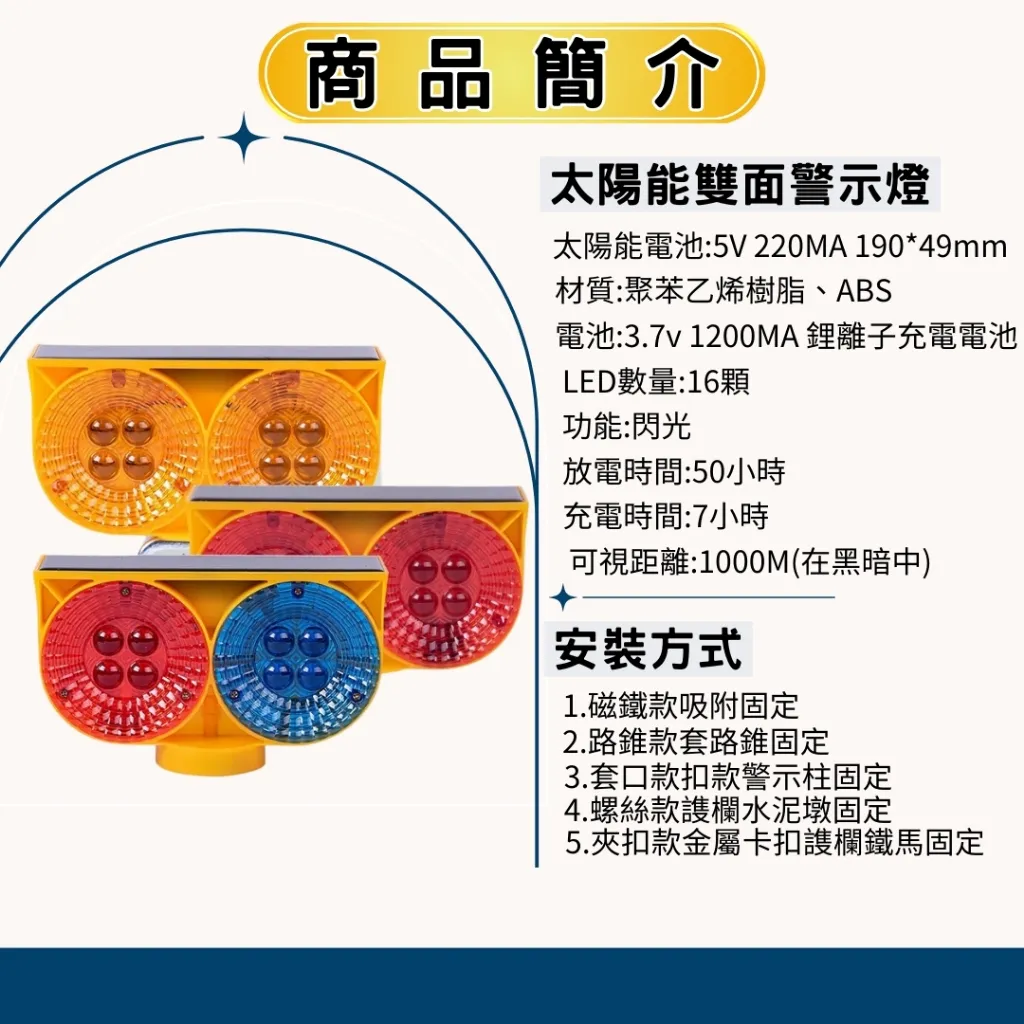 商品簡介
太陽能雙面警示燈
太陽能電池:5V 220MA 190*49mm
材質:聚苯乙烯樹脂、ABS
電池:3.7v 1200MA 鋰離子充電電池
LED數量:16顆
功能:閃光
放電時間:50小時
充電時間:7小時
可視距離:1000M(在黑暗中)
安裝方式
1.磁鐵款吸附固定
2.路錐款套路錐固定
3.套口款扣款警示柱固定
4.螺絲款謢欄水泥墩固定
5.夾扣款金屬卡扣謢欄鐵馬固定